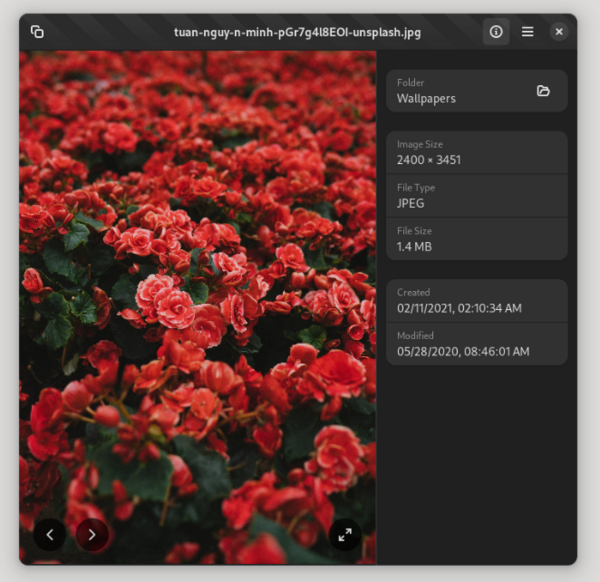 tuan-nguy-n-minh-pGr7g4l8EOI-unsplash.jpg
Folder
Wallpapers
Image Size
2400 × 3451
File Type
JPEG
File Size
1.4 MB
Created
02/11/2021, 02:10:34 AM
Modified
05/28/2020, 08:46:01 AM